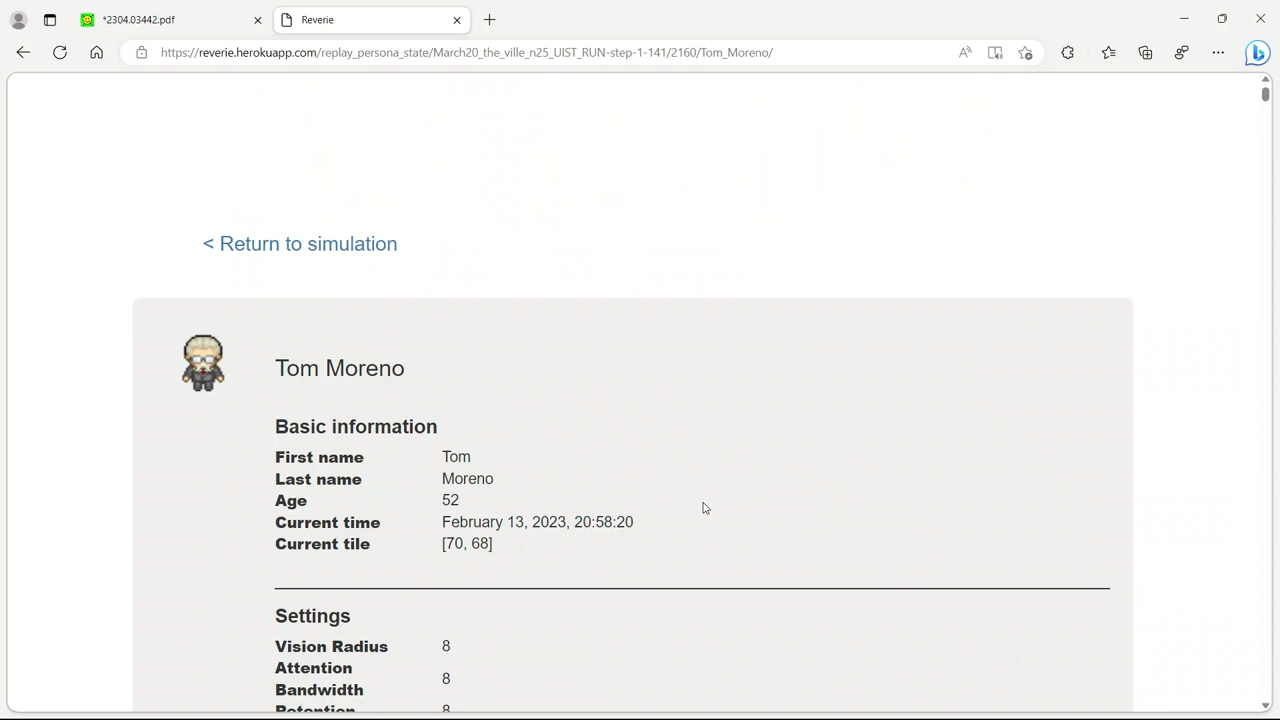 *2304.03442.pdf
Reverie
https://reverie.herokuapp.com/replay_persona_state/March20_the_ville_n25_UIST_RUN-step-1-141/2160/Tom_Moreno/
< Return to simulation
Tom Moreno
Basic information
First name Tom
Last name Moreno
Age 52
Current time February 13, 2023, 20:58:20
Current tile [70, 68]
Settings
Vision Radius 8
Attention
Bandwidth 8
Retention 8